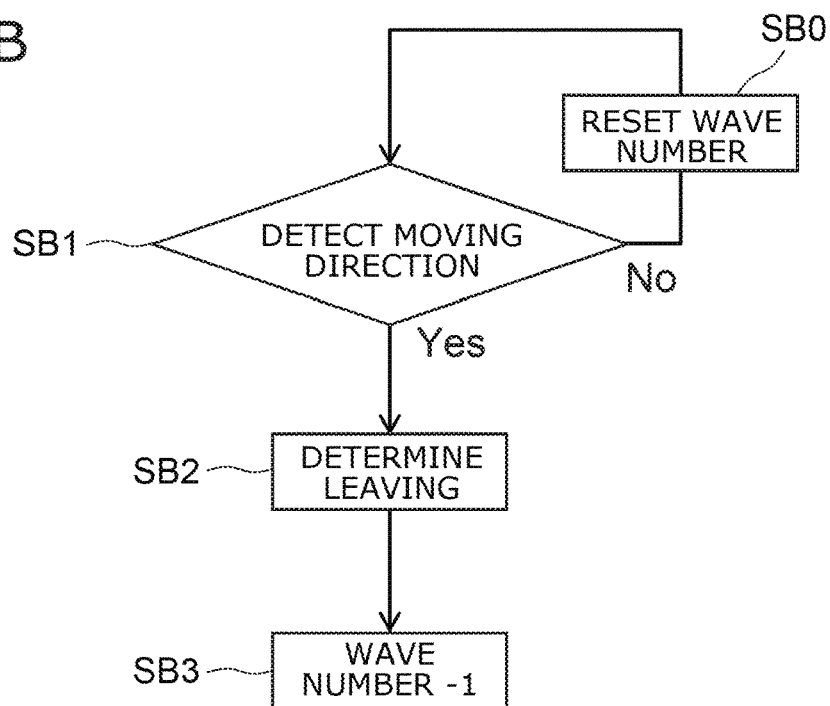 B
SB0
RESET WAVE
NUMBER
SB1
DETECT MOVING
DIRECTION
No
Yes
SB2
DETERMINE
LEAVING
SB3
WAVE
NUMBER -1